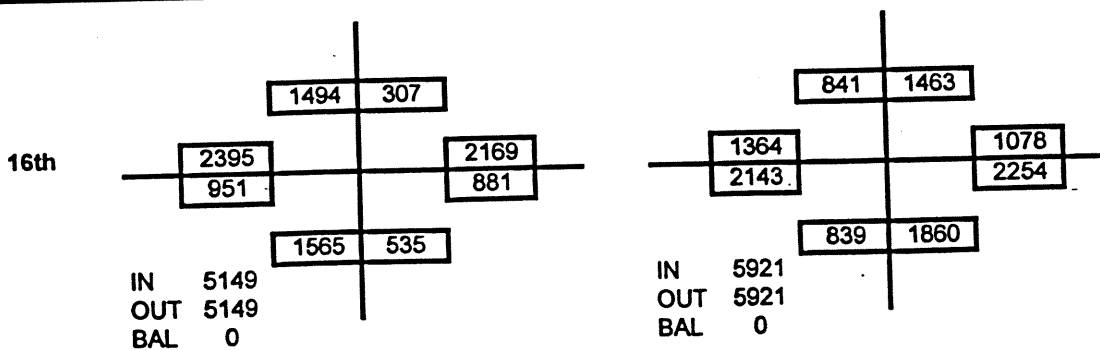 1494 307
841 1463
16th
2395
2169
951
881
1364
1078
2143
2254
1565 535
839 1860
IN 5149
OUT 5149
BAL 0
IN 5921
OUT 5921
BAL 0